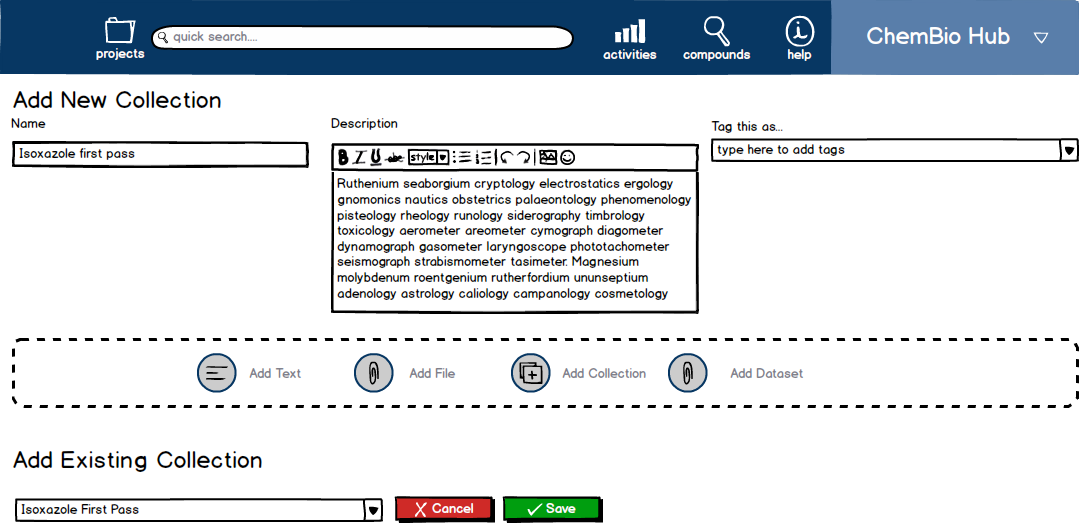 projects
quick search....
activities
compounds
help
ChemBio Hub
Add New Collection
Name
Description
Tag this as...
Isoxazole first pass
B I U abc style
type here to add tags
Ruthenium seaborgium cryptology electrostatics ergology
gnomonics nautics obstetrics palaeontology phenomenology
pisteology rheology runology siderography timbrology
toxicology aerometer areometer cymograph diagometer
dynamograph gasometer laryngoscope phototachometer
seismograph strabismometer tasimeter. Magnesium
molybdenum roentgenium rutherfordium ununseptium
adenology astrology caliology campanology cosmetology
Add Text
Add File
Add Collection
Add Dataset
Add Existing Collection
Isoxazole First Pass
Cancel
Save